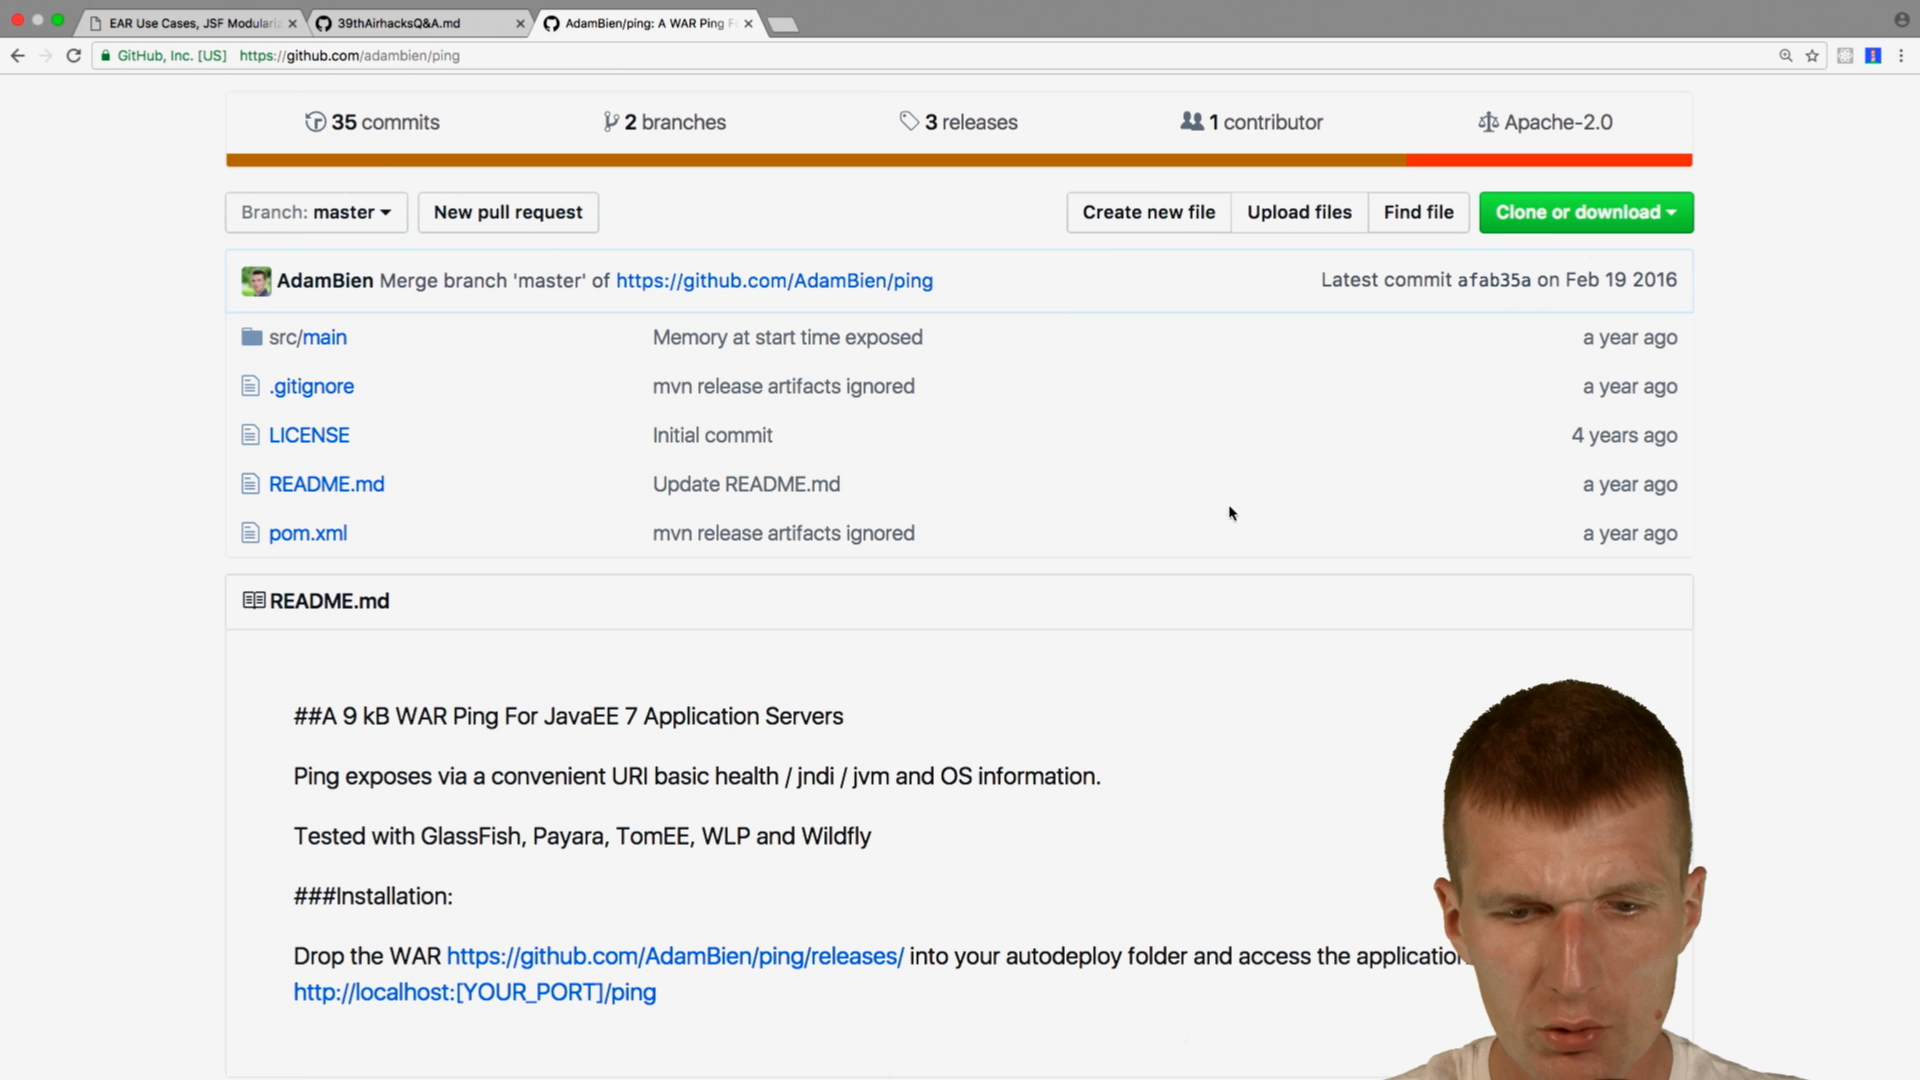 EAR Use Cases, JSF Modulari
39thAirhacksQ&A.md
AdamBien/ping: A WAR Ping F
GitHub, Inc. [US] https://github.com/adambien/ping
35 commits
2 branches
3 releases
1 contributor
Apache-2.0
Branch: master
New pull request
Create new file
Upload files
Find file
Clone or download
AdamBien Merge branch 'master' of https://github.com/AdamBien/ping
Latest commit afab35a on Feb 19 2016
src/main
Memory at start time exposed
a year ago
.gitignore
mvn release artifacts ignored
a year ago
LICENSE
Initial commit
4 years ago
README.md
Update README.md
a year ago
pom.xml
mvn release artifacts ignored
a year ago
README.md
##A 9 kB WAR Ping For JavaEE 7 Application Servers
Ping exposes via a convenient URI basic health / jndi / jvm and OS information.
Tested with GlassFish, Payara, TomEE, WLP and Wildfly
###Installation:
Drop the WAR https://github.com/AdamBien/ping/releases/ into your autodeploy folder and access the application
http://localhost:[YOUR_PORT]/ping